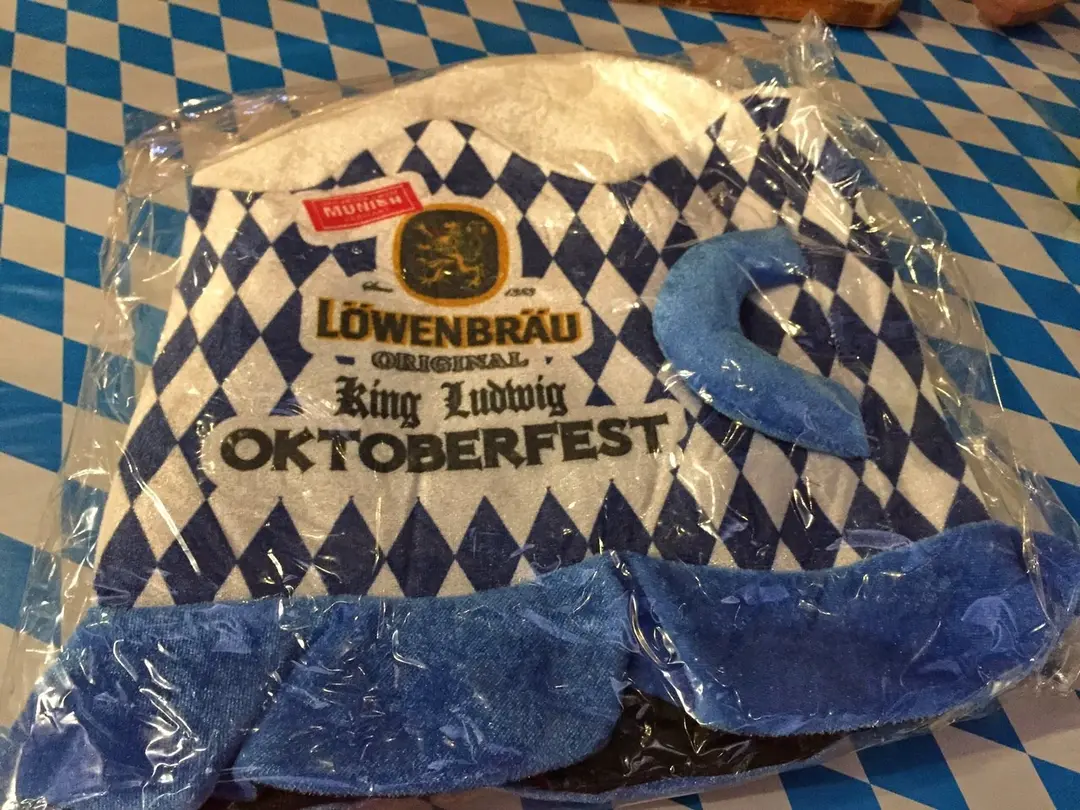 MUNICH
LÖWENBRÄU
ORIGINAL
King Ludwig
OKTOBERFEST